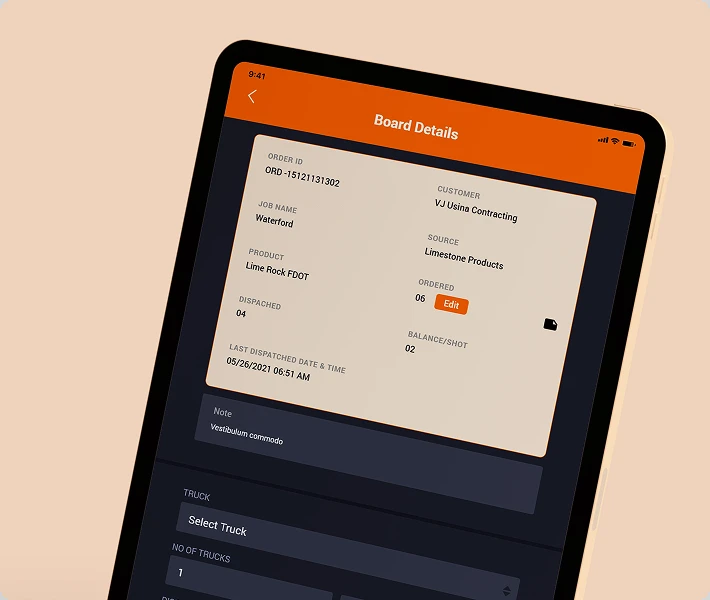 9:41
Board Details
ORDER ID
ORD -15121131302
CUSTOMER
VJ Usina Contracting
JOB NAME
Waterford
SOURCE
Limestone Products
PRODUCT
Lime Rock FDOT
ORDERED
06
Edit
DISPACHED
04
BALANCE/SHOT
02
LAST DISPATCHED DATE & TIME
05/26/2021 06:51 AM
Note
Vestibulum commodo
TRUCK
Select Truck
NO OF TRUCKS
1